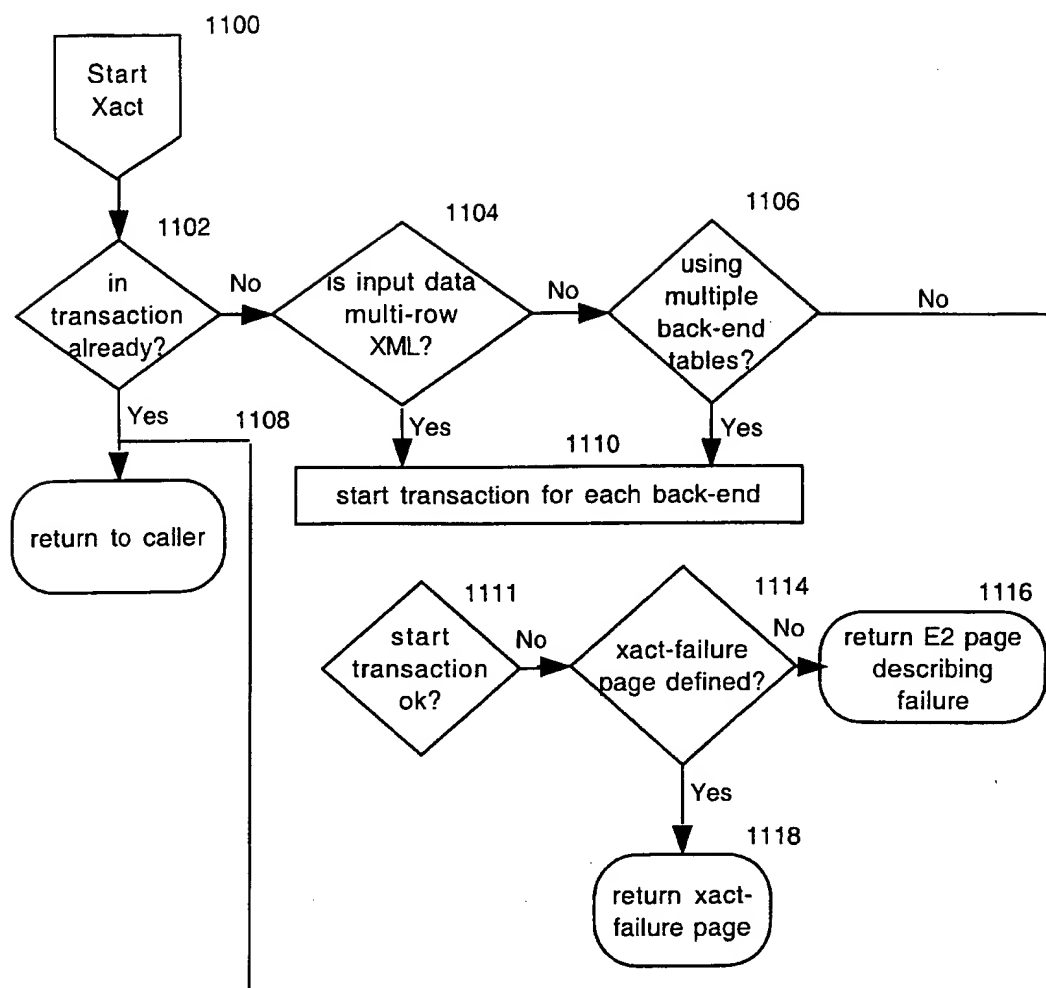 1100
Start
Xact
1102
in
transaction
already?
No
Yes
1104
is input data
multi-row
XML?
No
Yes
1106
using
multiple
back-end
tables?
No
Yes
1108
return to caller
1110
start transaction for each back-end
1111
start
transaction
ok?
No
1114
xact-failure
page defined?
No
Yes
1116
return E2 page
describing
failure
1118
return xact-
failure page